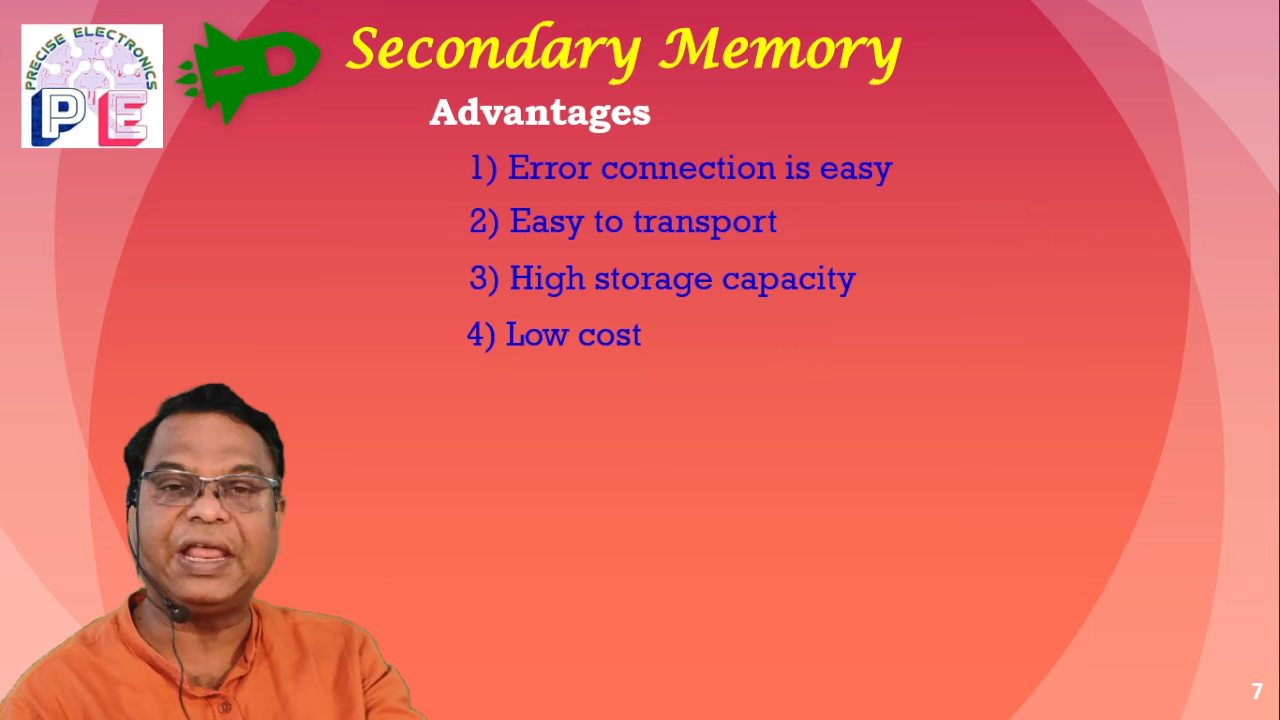 PRECISE ELECTRONICS
PE
Secondary Memory
Advantages
1) Error connection is easy
2) Easy to transport
3) High storage capacity
4) Low cost
7